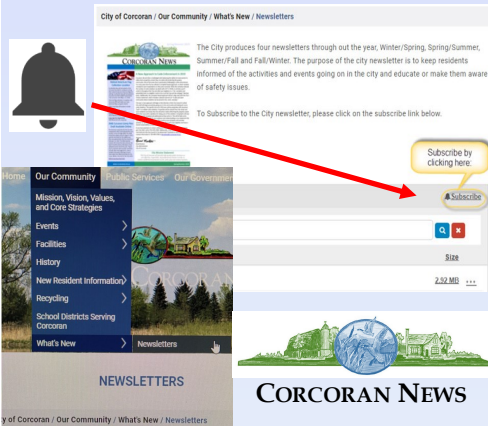 City of Corcoran / Our Community / What's New / Newsletters
The City produces four newsletters through out the year, Winter/Spring, Spring/Summer,
Summer/Fall and Fall/Winter. The purpose of the city newsletter is to keep residents
informed of the activities and events going on in the city and educate or make them aware
of safety issues.
To Subscribe to the City newsletter, please click on the subscribe link below.
CORCORAN NEWS
Subscribe by
clicking here:
Subscribe
Size
2.92 MB ...
Home Our Community Public Services Our Governmen
Mission, Vision, Values,
and Core Strategies
Events
Facilities
History
New Resident Information
Recycling
School Districts Serving
Corcoran
What's New
Newsletters
CORCORAN
NEWSLETTERS
y of Corcoran / Our Community / What's New / Newsletters
CORCORAN NEWS